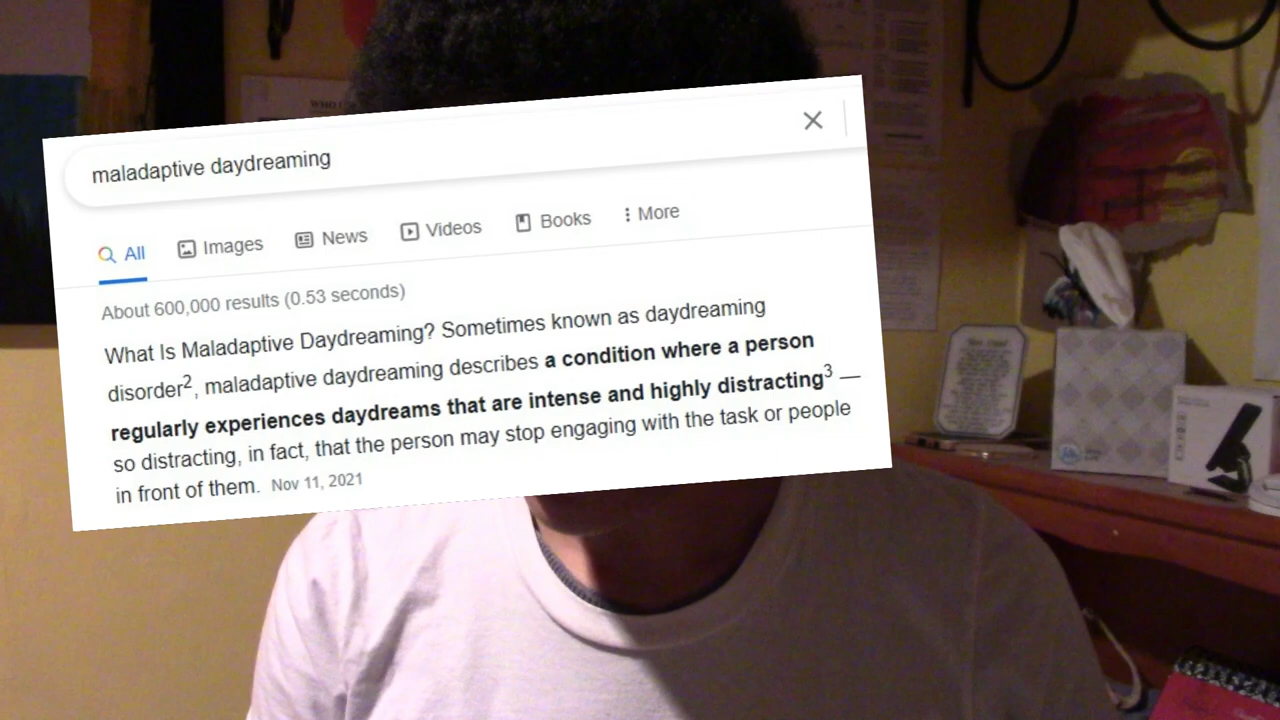 maladaptive daydreaming
All Images News Videos Books More
About 600,000 results (0.53 seconds)
What Is Maladaptive Daydreaming? Sometimes known as daydreaming
disorder², maladaptive daydreaming describes a condition where a person
regularly experiences daydreams that are intense and highly distracting³ —
so distracting, in fact, that the person may stop engaging with the task or people
in front of them. Nov 11, 2021